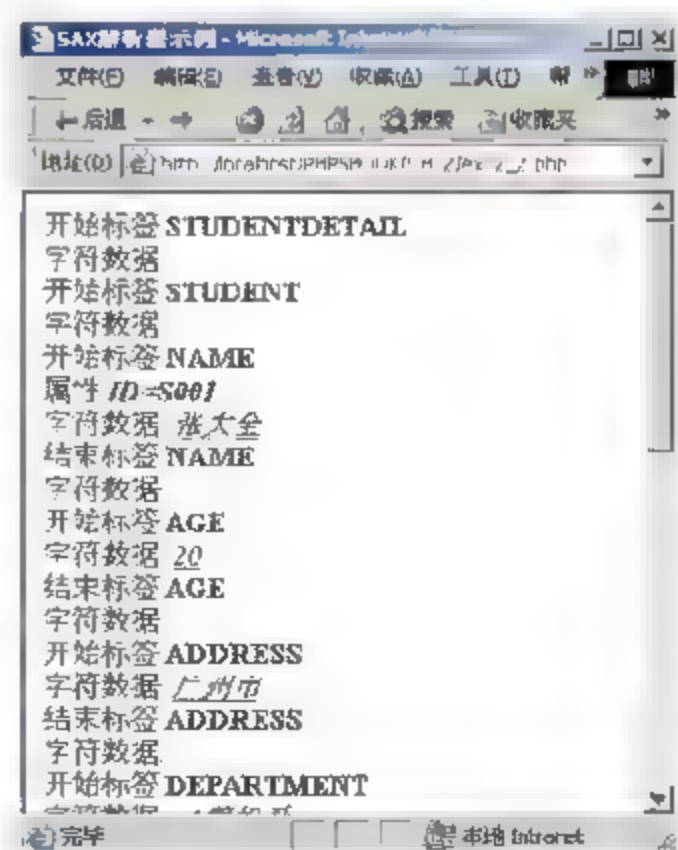 SAX解析器示例 - Microsoft
文件(F) 编辑(E) 查看(V) 收藏(A) 工具(T) 帮
后退 搜索 收藏夹
地址(D)
开始标签 STUDENTDETAIL
字符数据
开始标签 STUDENT
字符数据
开始标签 NAME
属性 ID=S001
字符数据 张大全
结束标签 NAME
字符数据
开始标签 AGE
字符数据 20
结束标签 AGE
字符数据
开始标签 ADDRESS
字符数据 广州市
结束标签 ADDRESS
字符数据
开始标签 DEPARTMENT
字符数据
完毕 本地 Intranet